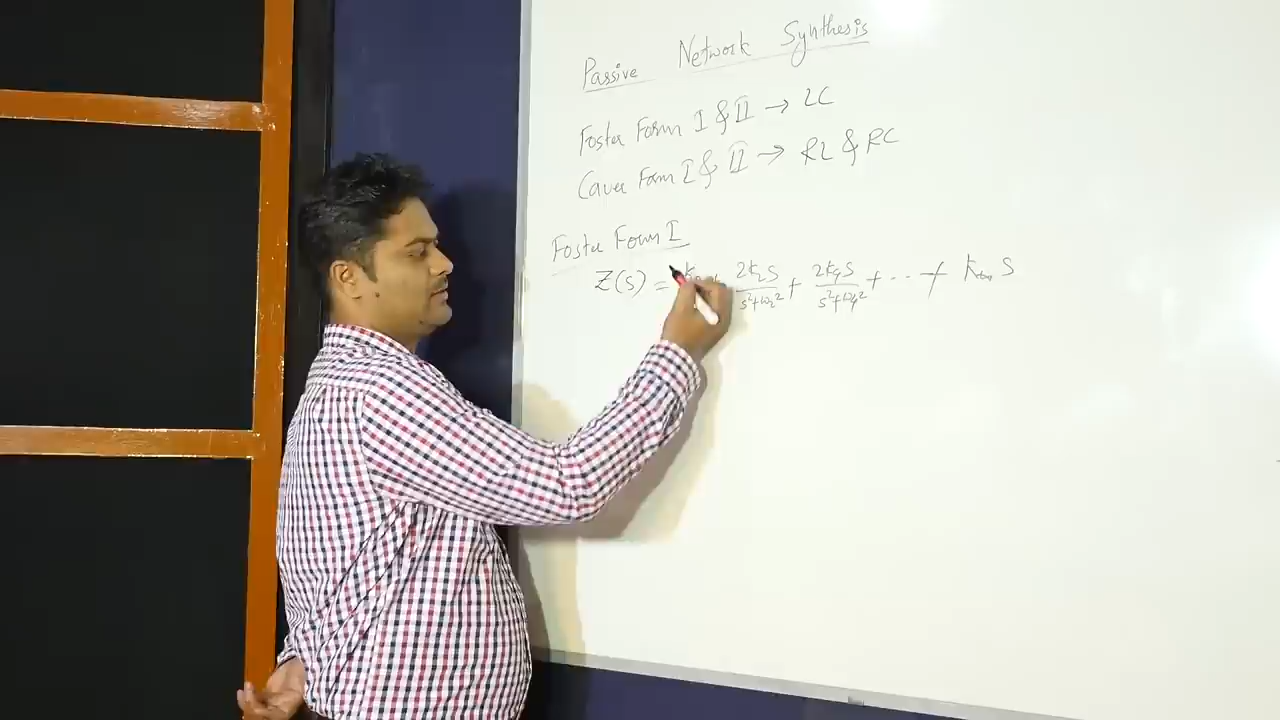 Passive Network Synthesis
Foster Form I & II → LC
Cauer Form I & II → RL & RC
Foster Form I
Z(s) = K + 2K₂S/s²+ω₂² + 2K₄S/s²+ω₄² + ... + K∞ S